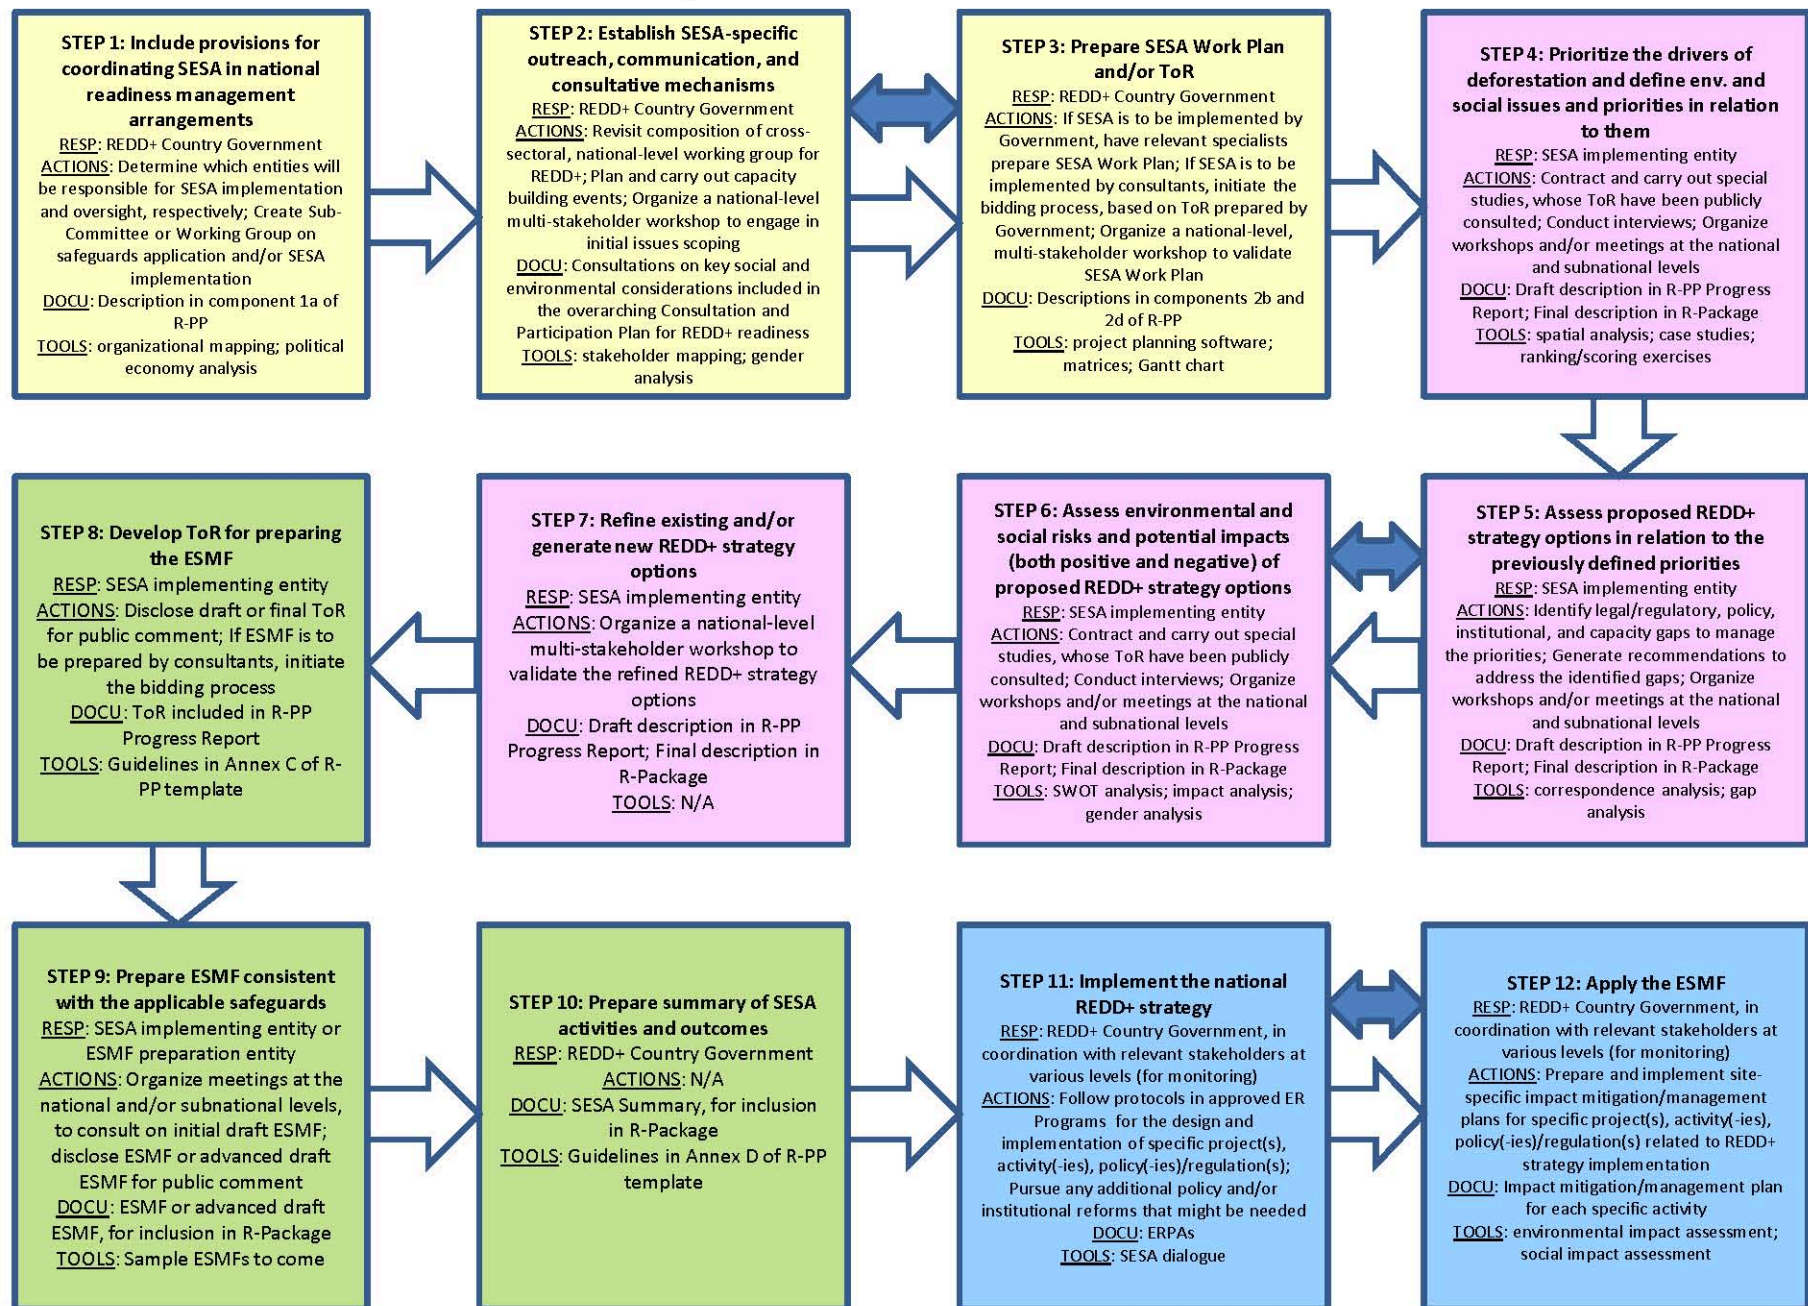 STEP 1: Include provisions for
coordinating SESA in national
readiness management
arrangements
RESP: REDD+ Country Government
ACTIONS: Determine which entities will
be responsible for SESA implementation
and oversight, respectively; Create Sub-
Committee or Working Group on
safeguards application and/or SESA
implementation
DOCU: Description in component 1a of
R-PP
TOOLS: organizational mapping; political
economy analysis
STEP 2: Establish SESA-specific
outreach, communication, and
consultative mechanisms
RESP: REDD+ Country Government
ACTIONS: Revisit composition of cross-
sectoral, national-level working group for
REDD+; Plan and carry out capacity
building events; Organize a national-level
multi-stakeholder workshop to engage in
initial issues scoping
DOCU: Consultations on key social and
environmental considerations included in
the overarching Consultation and
Participation Plan for REDD+ readiness
TOOLS: stakeholder mapping; gender
analysis
STEP 3: Prepare SESA Work Plan
and/or ToR
RESP: REDD+ Country Government
ACTIONS: If SESA is to be implemented by
Government, have relevant specialists
prepare SESA Work Plan; If SESA is to be
implemented by consultants, initiate the
bidding process, based on ToR prepared by
Government; Organize a national-level,
multi-stakeholder workshop to validate
SESA Work Plan
DOCU: Descriptions in components 2b and
2d of R-PP
TOOLS: project planning software;
matrices; Gantt chart
STEP 4: Prioritize the drivers of
deforestation and define env. and
social issues and priorities in relation
to them
RESP: SESA implementing entity
ACTIONS: Contract and carry out special
studies, whose ToR have been publicly
consulted; Conduct interviews; Organize
workshops and/or meetings at the national
and subnational levels
DOCU: Draft description in R-PP Progress
Report; Final description in R-Package
TOOLS: spatial analysis; case studies;
ranking/scoring exercises
STEP 5: Assess proposed REDD+
strategy options in relation to the
previously defined priorities
RESP: SESA implementing entity
ACTIONS: Identify legal/regulatory, policy,
institutional, and capacity gaps to manage
the priorities; Generate recommendations to
address the identified gaps; Organize
workshops and/or meetings at the national
and subnational levels
DOCU: Draft description in R-PP Progress
Report; Final description in R-Package
TOOLS: correspondence analysis; gap
analysis
STEP 6: Assess environmental and
social risks and potential impacts
(both positive and negative) of
proposed REDD+ strategy options
RESP: SESA implementing entity
ACTIONS: Contract and carry out special
studies, whose ToR have been publicly
consulted; Conduct interviews; Organize
workshops and/or meetings at the national
and subnational levels
DOCU: Draft description in R-PP Progress
Report; Final description in R-Package
TOOLS: SWOT analysis; impact analysis;
gender analysis
STEP 7: Refine existing and/or
generate new REDD+ strategy
options
RESP: SESA implementing entity
ACTIONS: Organize a national-level
multi-stakeholder workshop to
validate the refined REDD+ strategy
options
DOCU: Draft description in R-PP
Progress Report; Final description in
R-Package
TOOLS: N/A
STEP 8: Develop ToR for preparing
the ESMF
RESP: SESA implementing entity
ACTIONS: Disclose draft or final ToR
for public comment; If ESMF is to
be prepared by consultants, initiate
the bidding process
DOCU: ToR included in R-PP
Progress Report
TOOLS: Guidelines in Annex C of R-
PP template
STEP 9: Prepare ESMF consistent
with the applicable safeguards
RESP: SESA implementing entity or
ESMF preparation entity
ACTIONS: Organize meetings at the
national and/or subnational levels,
to consult on initial draft ESMF;
disclose ESMF or advanced draft
ESMF for public comment
DOCU: ESMF or advanced draft
ESMF, for inclusion in R-Package
TOOLS: Sample ESMFs to come
STEP 10: Prepare summary of SESA
activities and outcomes
RESP: REDD+ Country Government
ACTIONS: N/A
DOCU: SESA Summary, for inclusion
in R-Package
TOOLS: Guidelines in Annex D of R-PP
template
STEP 11: Implement the national
REDD+ strategy
RESP: REDD+ Country Government, in
coordination with relevant stakeholders at
various levels (for monitoring)
ACTIONS: Follow protocols in approved ER
Programs for the design and
implementation of specific project(s),
activity(-ies), policy(-ies)/regulation(s);
Pursue any additional policy and/or
institutional reforms that might be needed
DOCU: ERPAs
TOOLS: SESA dialogue
STEP 12: Apply the ESMF
RESP: REDD+ Country Government, in
coordination with relevant stakeholders at
various levels (for monitoring)
ACTIONS: Prepare and implement site-
specific impact mitigation/management
plans for specific project(s), activity(-ies),
policy(-ies)/regulation(s) related to REDD+
strategy implementation
DOCU: Impact mitigation/management plan
for each specific activity
TOOLS: environmental impact assessment;
social impact assessment